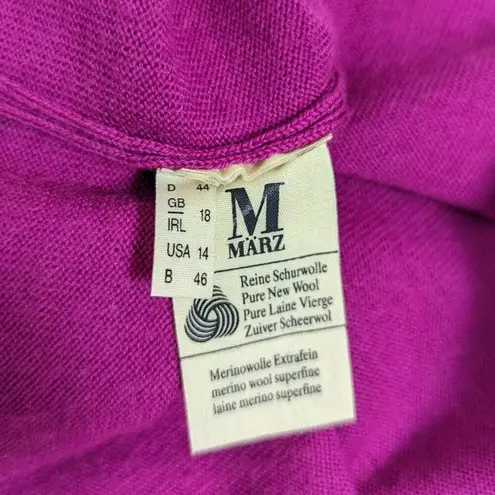 D 44
GB
IRL 18
USA 14
B 46
M
MÄRZ
Reine Schurwolle
Pure New Wool
Pure Laine Vierge
Zuiver Scheerwol
Merinowolle Extrafein
merino wool superfine
laine merino superfine